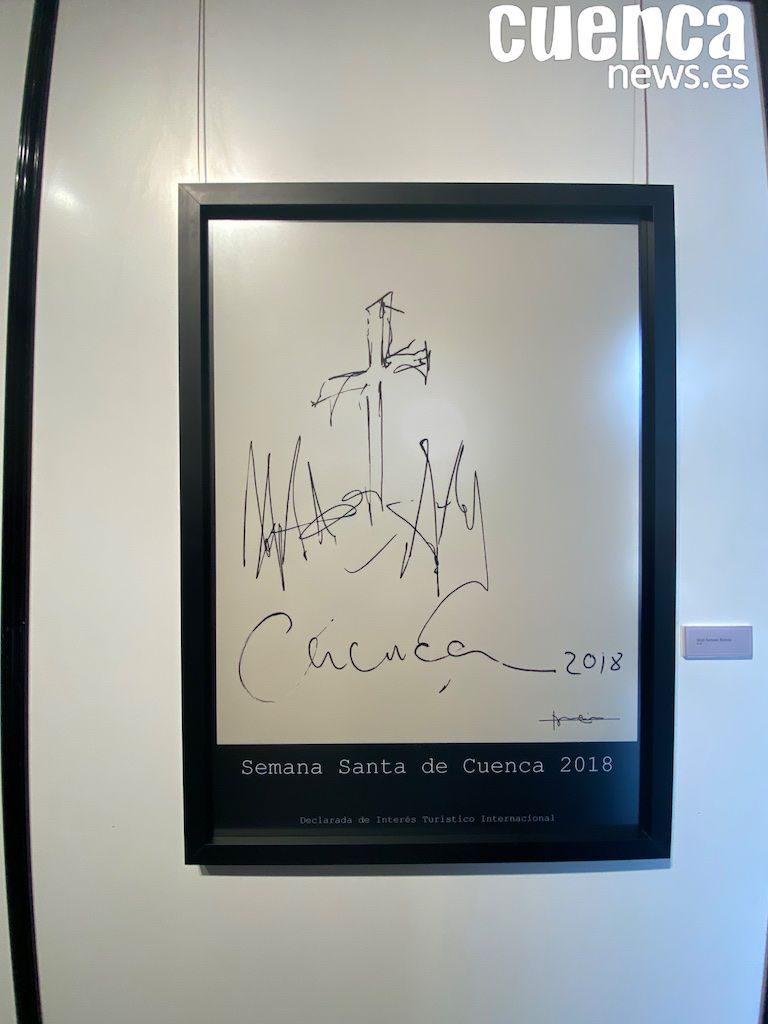 cuenca
news.es
Cuenca 2018
Semana Santa de Cuenca 2018
Declarada de Interés Turístico Internacional